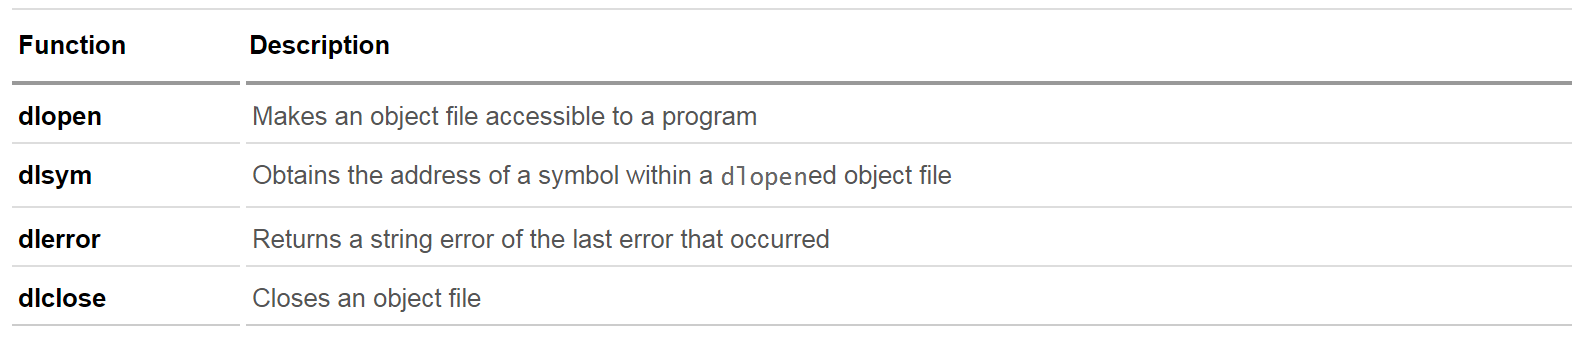 Function Description
dlopen Makes an object file accessible to a program
dlsym Obtains the address of a symbol within a dlopened object file
dlerror Returns a string error of the last error that occurred
dlclose Closes an object file